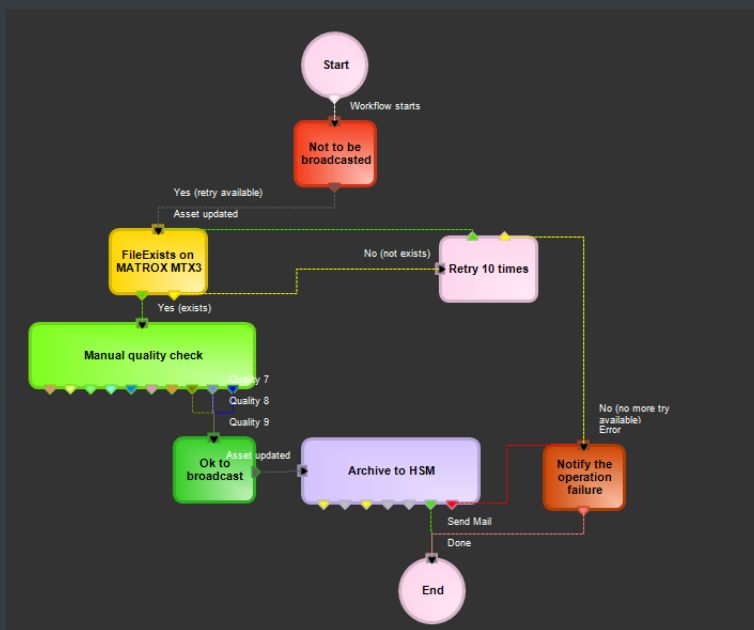 Start
Workflow starts
Not to be
broadcasted
Yes (retry available)
Asset updated
FileExists on
MATROX MTX3
No (not exists)
Retry 10 times
Yes (exists)
Manual quality check
Quality 7
Quality 8
Quality 9
No (no more try
available)
Error
Asset updated
Ok to
broadcast
Archive to HSM
Notify the
operation
failure
Send Mail
Done
End